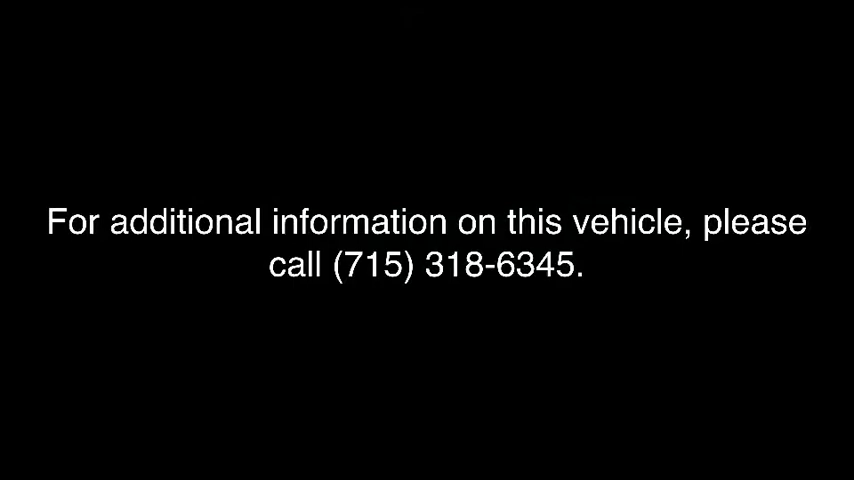 For additional information on this vehicle, please
call (715) 318-6345.